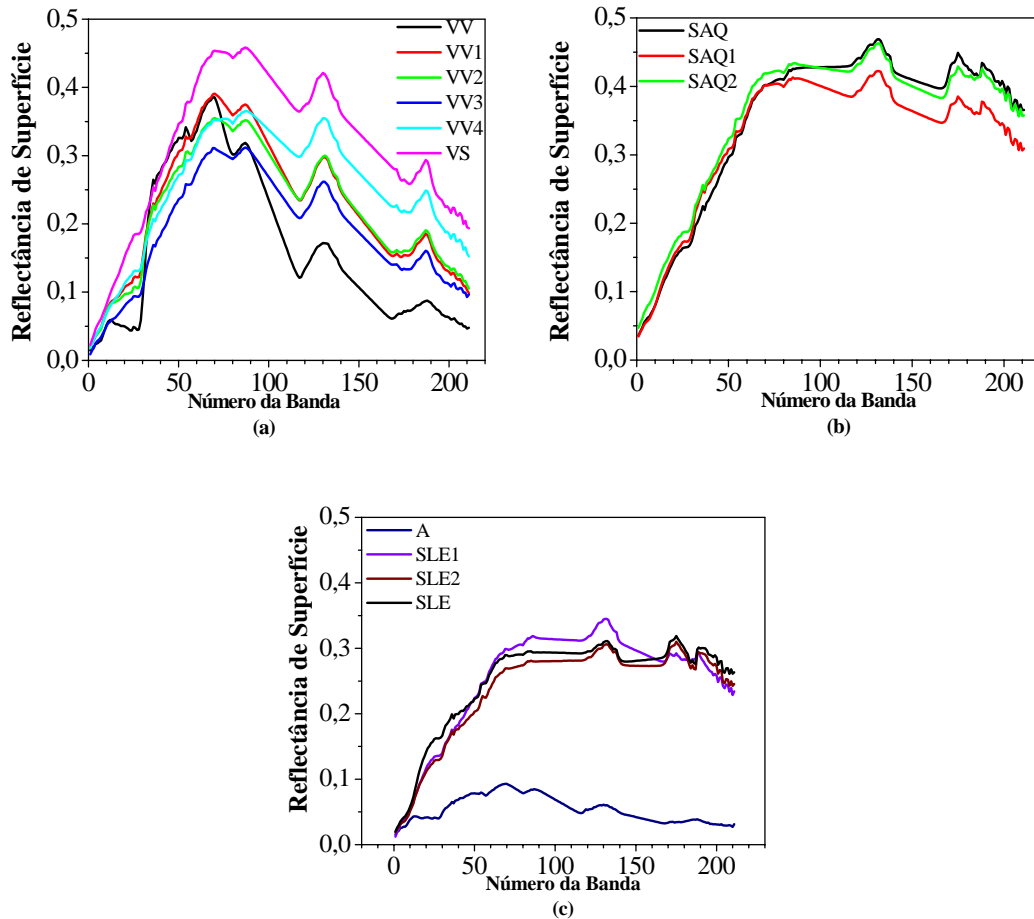 Reflectância de Superfície
0,5
0,4
0,3
0,2
0,1
0,0
VV
VV1
VV2
VV3
VV4
VS
0 50 100 150 200
Número da Banda
(a)
Reflectância de Superfície
0,5
0,4
0,3
0,2
0,1
0,0
SAQ
SAQ1
SAQ2
0 50 100 150 200
Número da Banda
(b)
Reflectância de Superfície
0,5
0,4
0,3
0,2
0,1
0,0
A
SLE1
SLE2
SLE
0 50 100 150 200
Número da Banda
(c)